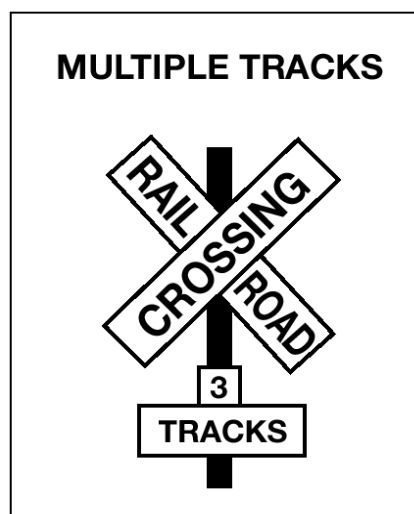 MULTIPLE TRACKS
RAIL
CROSSING
ROAD
3
TRACKS